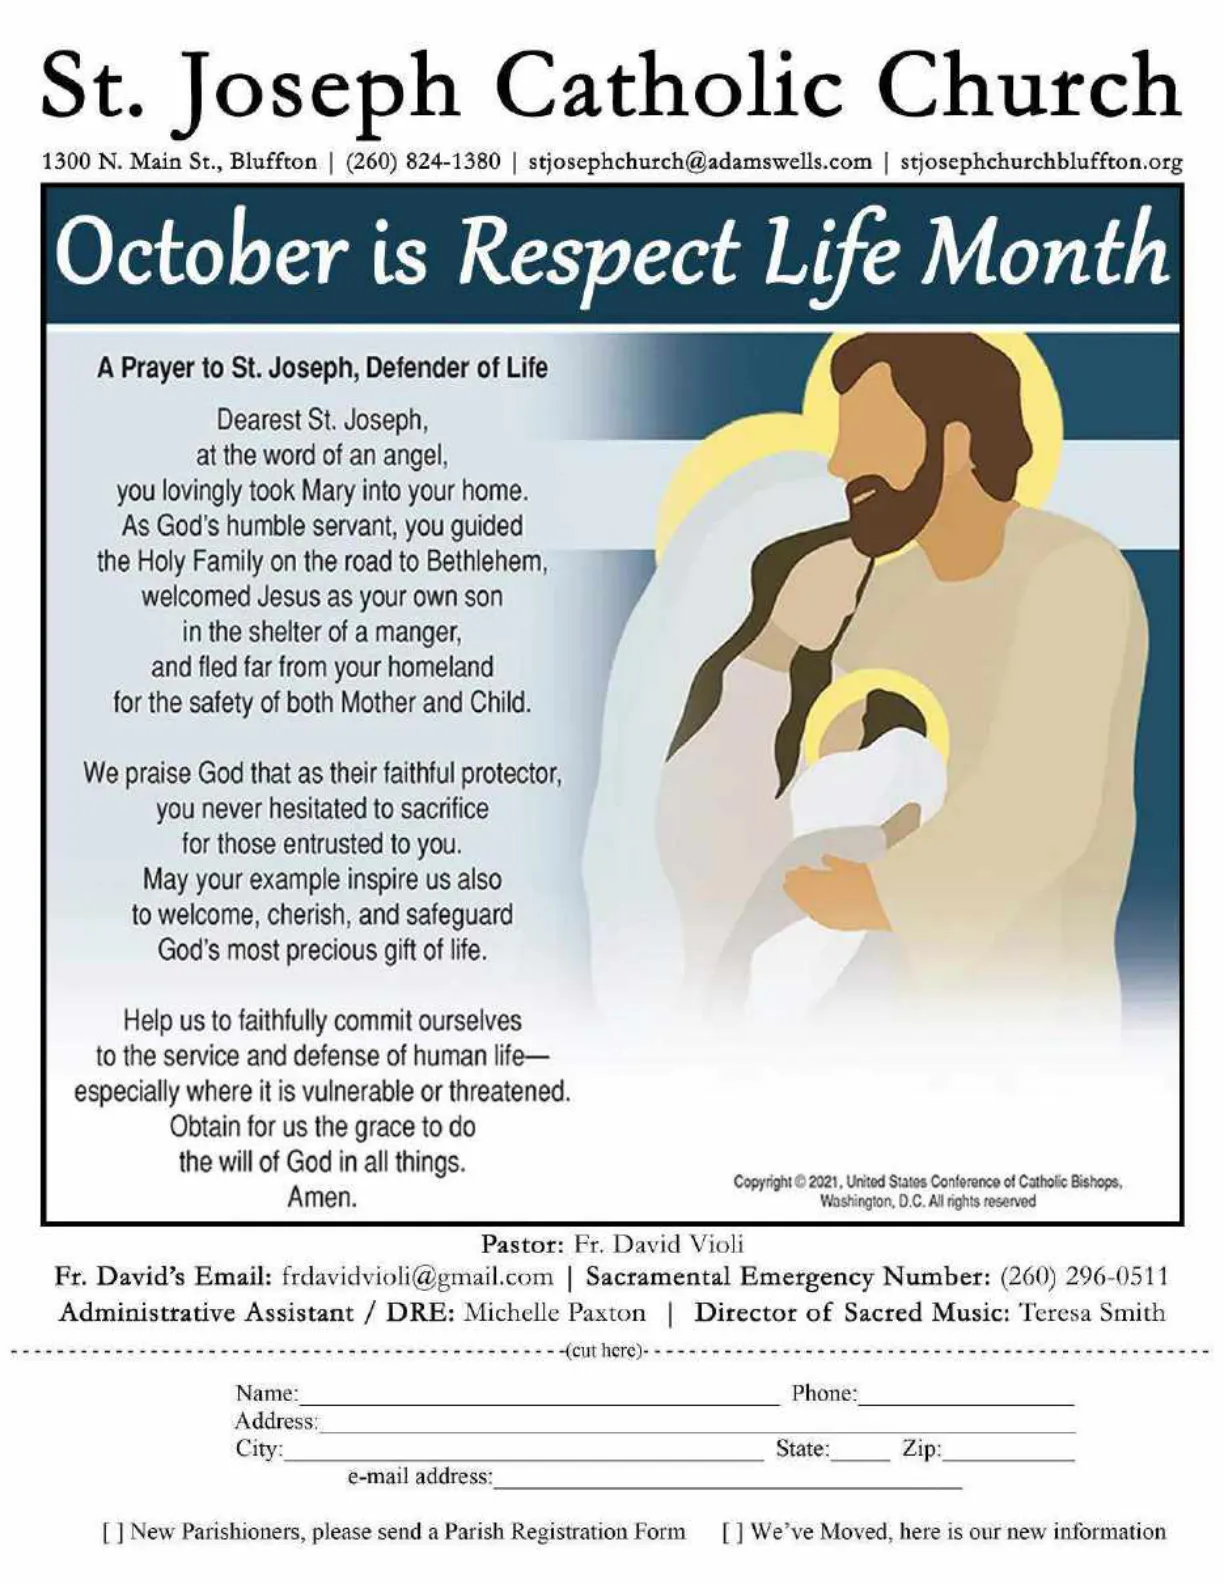 St. Joseph Catholic Church
1300 N. Main St., Bluffton | (260) 824-1380 | stjosephchurch@adamswells.com | stjosephchurchbluffton.org
October is Respect Life Month
A Prayer to St. Joseph, Defender of Life
Dearest St. Joseph,
at the word of an angel,
you lovingly took Mary into your home.
As God's humble servant, you guided
the Holy Family on the road to Bethlehem,
welcomed Jesus as your own son
in the shelter of a manger,
and fled far from your homeland
for the safety of both Mother and Child.
We praise God that as their faithful protector,
you never hesitated to sacrifice
for those entrusted to you.
May your example inspire us also
to welcome, cherish, and safeguard
God's most precious gift of life.
Help us to faithfully commit ourselves
to the service and defense of human life—
especially where it is vulnerable or threatened.
Obtain for us the grace to do
the will of God in all things.
Amen.
Copyright © 2021, United States Conference of Catholic Bishops,
Washington, D.C. All rights reserved
Pastor: Fr. David Violi
Fr. David's Email: frdavidvioli@gmail.com | Sacramental Emergency Number: (260) 296-0511
Administrative Assistant / DRE: Michelle Paxton | Director of Sacred Music: Teresa Smith
(cut here)
Name: Phone:
Address:
City: State: Zip:
e-mail address:
[ ] New Parishioners, please send a Parish Registration Form [ ] We've Moved, here is our new information